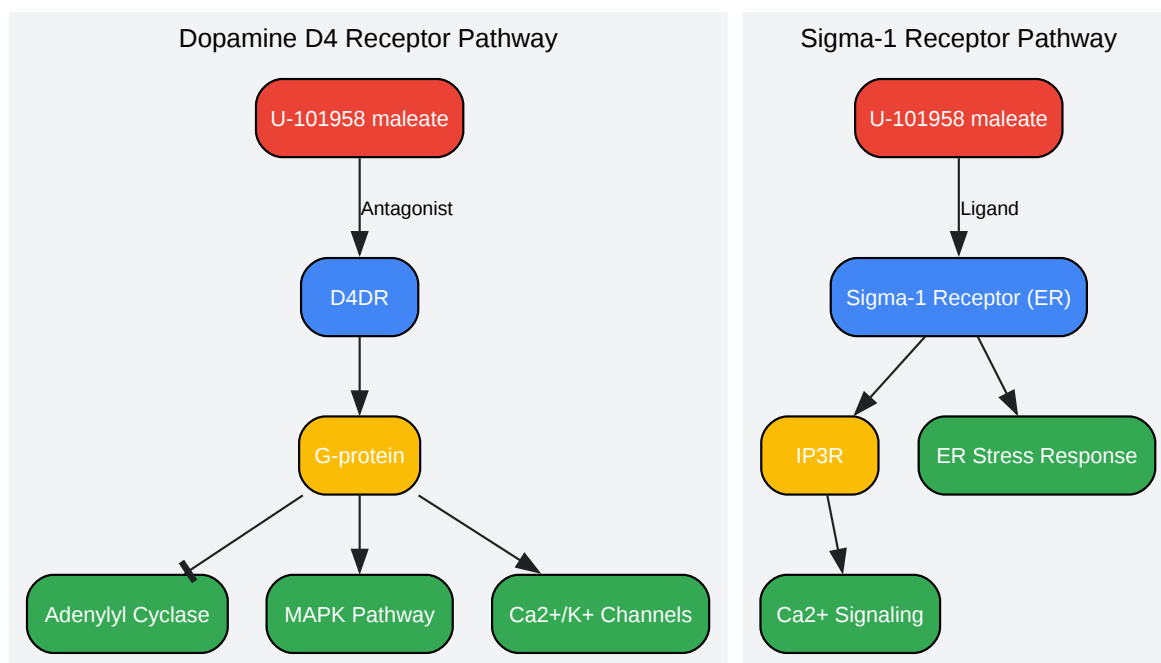 Dopamine D4 Receptor Pathway
U-101958 maleate
Antagonist
D4DR
G-protein
Adenylyl Cyclase
MAPK Pathway
Ca2+/K+ Channels
Sigma-1 Receptor Pathway
U-101958 maleate
Ligand
Sigma-1 Receptor (ER)
IP3R
ER Stress Response
Ca2+ Signaling